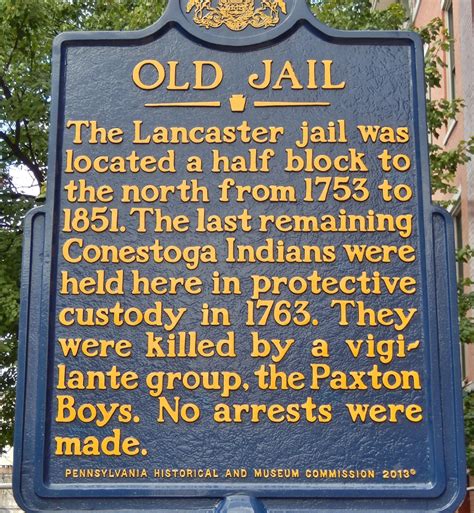 OLD JAIL
The Lancaster jail was
located a half block to
the north from 1753 to
1851. The last remaining
Conestoga Indians were
held here in protective
custody in 1763. They
were killed by a vigi-
lante group, the Paxton
Boys. No arrests were
made.
PENNSYLVANIA HISTORICAL AND MUSEUM COMMISSION 2013©